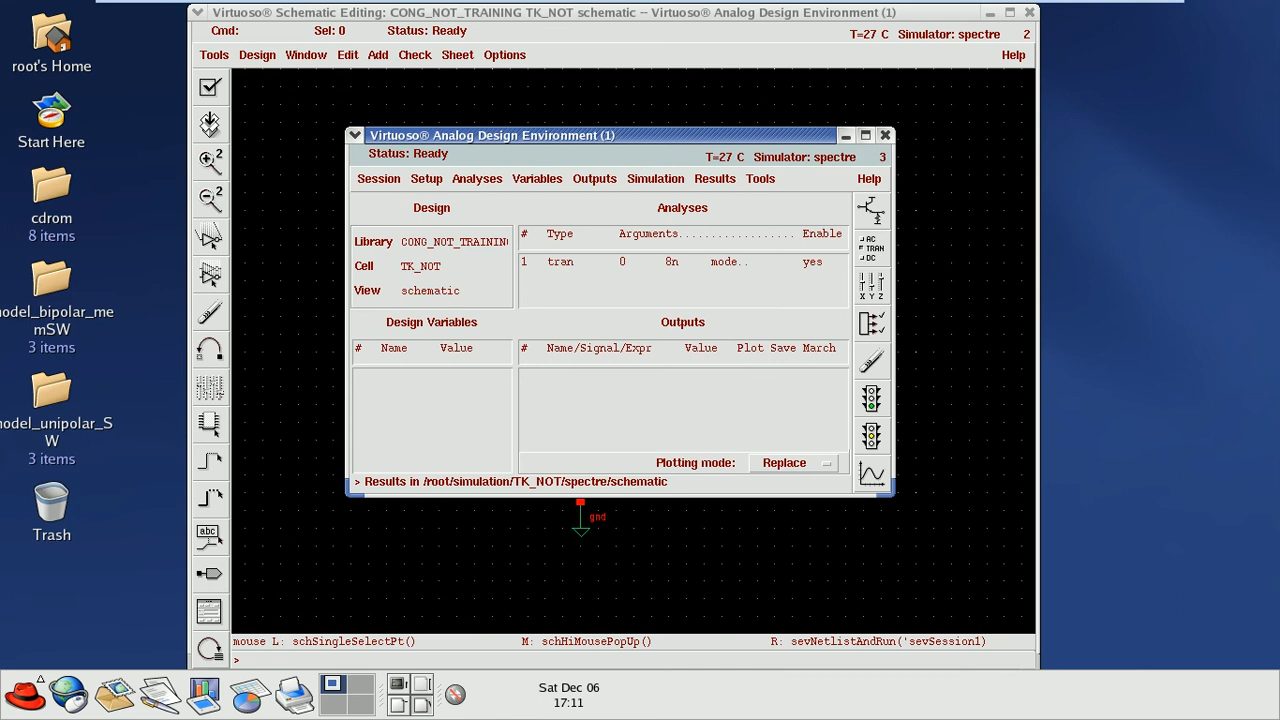 root's Home
Start Here
cdrom
8 items
nodel_bipolar_me
mSW
3 items
nodel_unipolar_S
W
3 items
Trash
Virtuoso® Schematic Editing: CONG_NOT_TRAINING TK_NOT schematic -- Virtuoso® Analog Design Environment (1)
Cmd: Sel: 0 Status: Ready T=27 C Simulator: spectre 2
Tools Design Window Edit Add Check Sheet Options Help
Virtuoso® Analog Design Environment (1)
Status: Ready T=27 C Simulator: spectre 3
Session Setup Analyses Variables Outputs Simulation Results Tools Help
Design
Library CONG_NOT_TRAINING
Cell TK_NOT
View schematic
Analyses
# Type Arguments.................. Enable
1 tran 0 8n mode.. yes
Design Variables
# Name Value
Outputs
# Name/Signal/Expr Value Plot Save March
Plotting mode: Replace
> Results in /root/simulation/TK_NOT/spectre/schematic
AC
TRAN
DC
X Y Z
abc
gnd
mouse L: schSingleSelectPt() M: schHiMousePopUp() R: sevNetlistAndRun('sevSession1)
>
Sat Dec 06
17:11